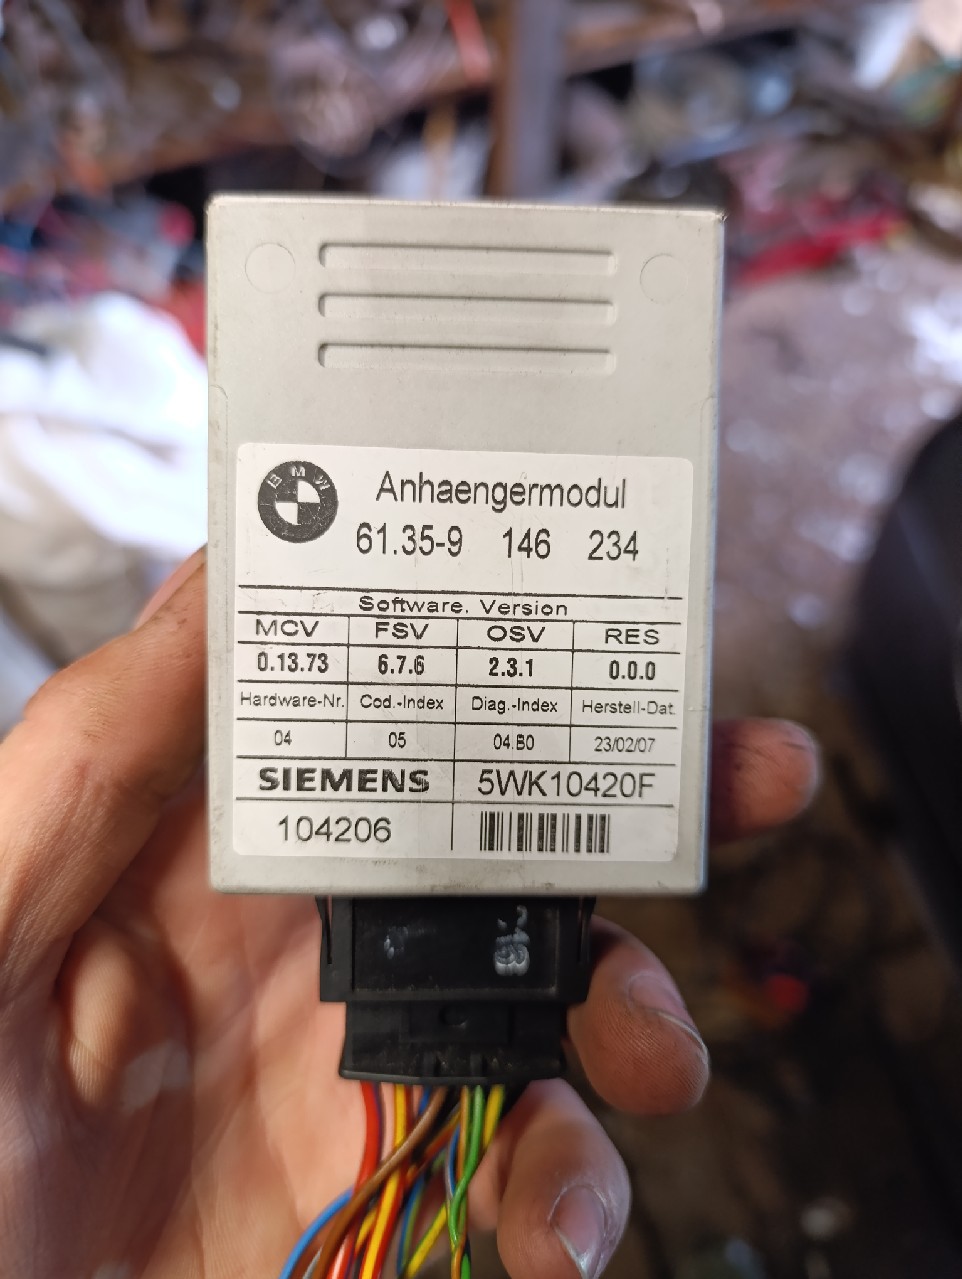 BMW
Anhaengermodul
61.35-9 146 234
Software. Version
MCV FSV OSV RES
0.13.73 6.7.6 2.3.1 0.0.0
Hardware-Nr. Cod.-Index Diag.-Index Herstell-Dat.
04 05 04.B0 23/02/07
SIEMENS 5WK10420F
104206